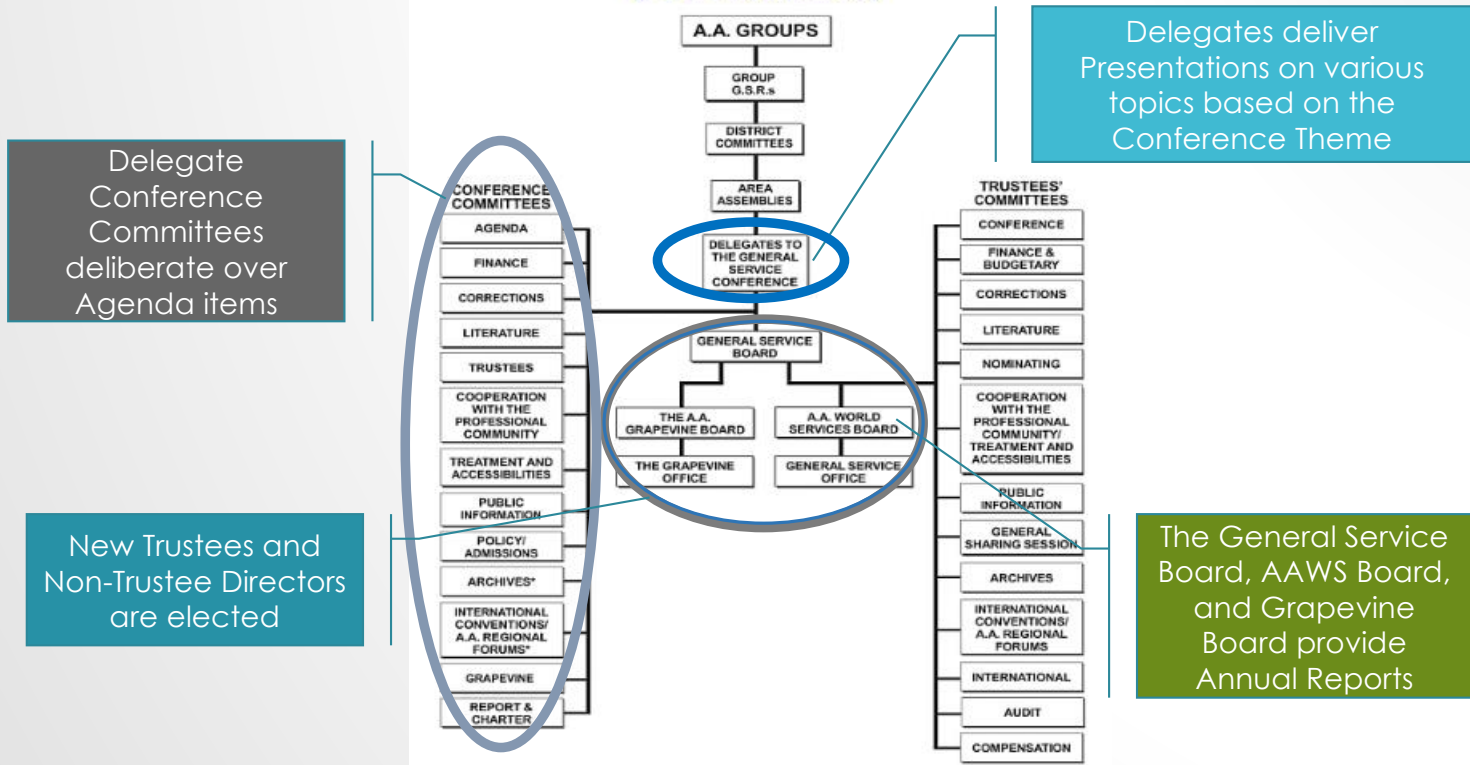 A.A. GROUPS
GROUP
G.S.R.s
DISTRICT
COMMITTEES
AREA
ASSEMBLIES
DELEGATES TO
THE GENERAL
SERVICE
CONFERENCE
GENERAL SERVICE
BOARD
THE A.A.
GRAPEVINE BOARD
THE GRAPEVINE
OFFICE
A.A. WORLD
SERVICES BOARD
GENERAL SERVICE
OFFICE
Delegates deliver
Presentations on various
topics based on the
Conference Theme
Delegate
Conference
Committees
deliberate over
Agenda items
New Trustees and
Non-Trustee Directors
are elected
CONFERENCE
COMMITTEES
AGENDA
FINANCE
CORRECTIONS
LITERATURE
TRUSTEES
COOPERATION
WITH THE
PROFESSIONAL
COMMUNITY
TREATMENT AND
ACCESSIBILITIES
PUBLIC
INFORMATION
POLICY/
ADMISSIONS
ARCHIVES*
INTERNATIONAL
CONVENTIONS/
A.A. REGIONAL
FORUMS*
GRAPEVINE
REPORT &
CHARTER
TRUSTEES'
COMMITTEES
CONFERENCE
FINANCE &
BUDGETARY
CORRECTIONS
LITERATURE
NOMINATING
COOPERATION
WITH THE
PROFESSIONAL
COMMUNITY/
TREATMENT AND
ACCESSIBILITIES
PUBLIC
INFORMATION
GENERAL
SHARING SESSION
ARCHIVES
INTERNATIONAL
CONVENTIONS/
A.A. REGIONAL
FORUMS
INTERNATIONAL
AUDIT
COMPENSATION
The General Service
Board, AAWS Board,
and Grapevine
Board provide
Annual Reports